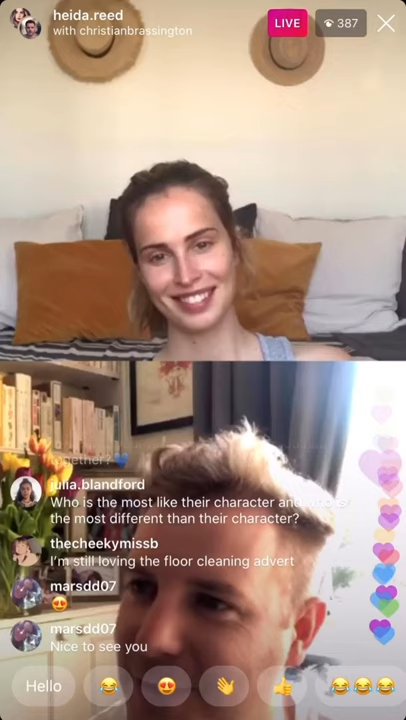 heida.reed
LIVE
387
with christianbrassington
together?
julia.blandford
Who is the most like their character and
the most different than their character?
thecheekymissb
I'm still loving the floor cleaning advert
marsdd07
marsdd07
Nice to see you
Hello